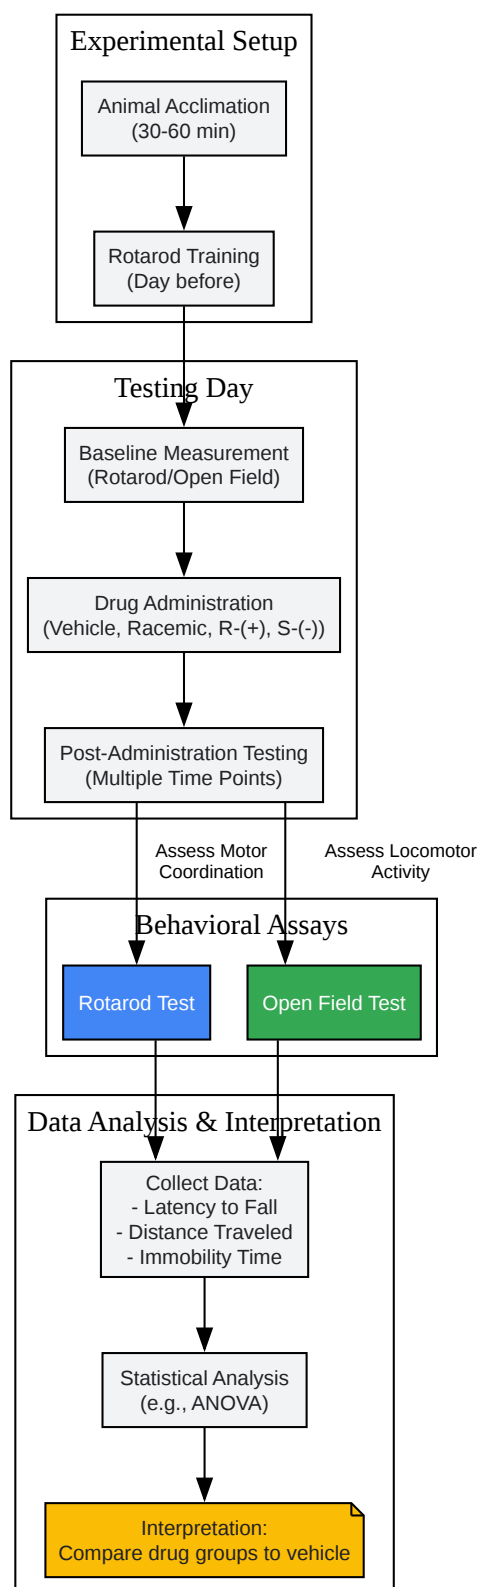 Experimental Setup
Animal Acclimation
(30-60 min)
Rotarod Training
(Day before)
Testing Day
Baseline Measurement
(Rotarod/Open Field)
Drug Administration
(Vehicle, Racemic, R-(+), S-(-))
Post-Administration Testing
(Multiple Time Points)
Assess Motor
Coordination
Assess Locomotor
Activity
Behavioral Assays
Rotarod Test
Open Field Test
Data Analysis & Interpretation
Collect Data:
- Latency to Fall
- Distance Traveled
- Immobility Time
Statistical Analysis
(e.g., ANOVA)
Interpretation:
Compare drug groups to vehicle